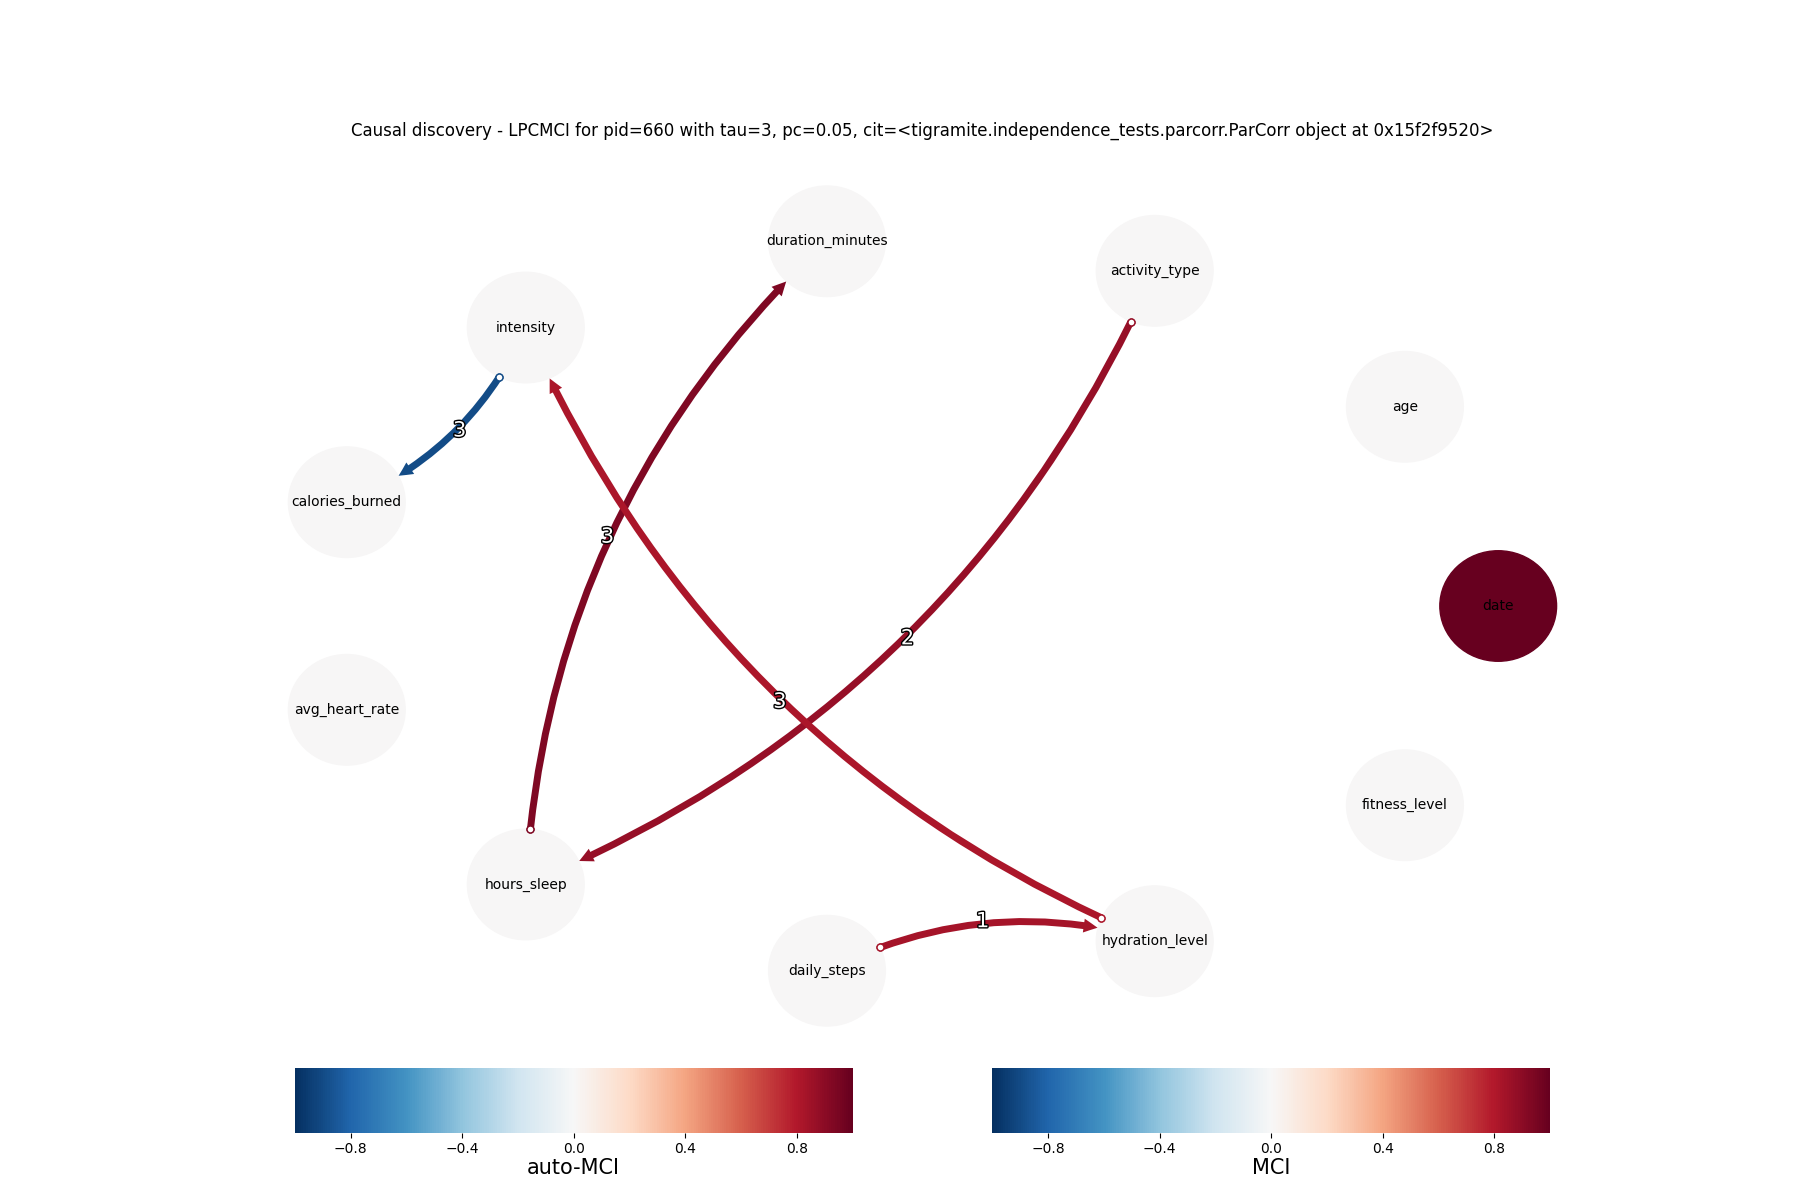 Causal discovery - LPCMCI for pid=660 with tau=3, pc=0.05, cit=<tigramite.independence_tests.parcorr.ParCorr object at 0x15f2f9520>
duration_minutes
activity_type
intensity
age
3
calories_burned
3
date
2
3
avg_heart_rate
fitness_level
hours_sleep
1
hydration_level
daily_steps
−0.8 −0.4 0.0 0.4 0.8
auto-MCI
−0.8 −0.4 0.0 0.4 0.8
MCI